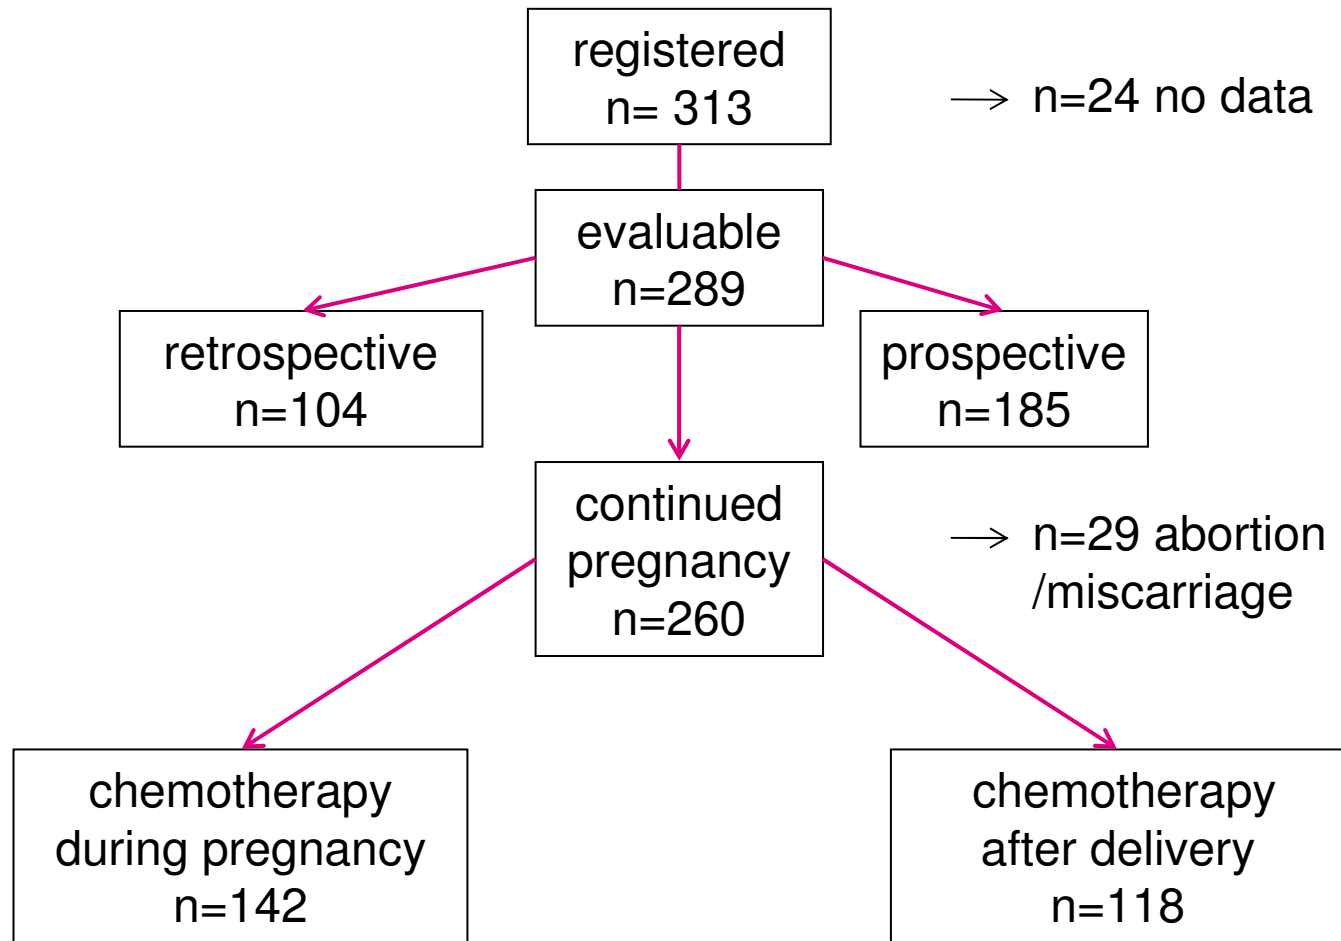 registered
n= 313
n=24 no data
evaluable
n=289
retrospective
n=104
prospective
n=185
continued
pregnancy
n=260
n=29 abortion
/miscarriage
chemotherapy
during pregnancy
n=142
chemotherapy
after delivery
n=118